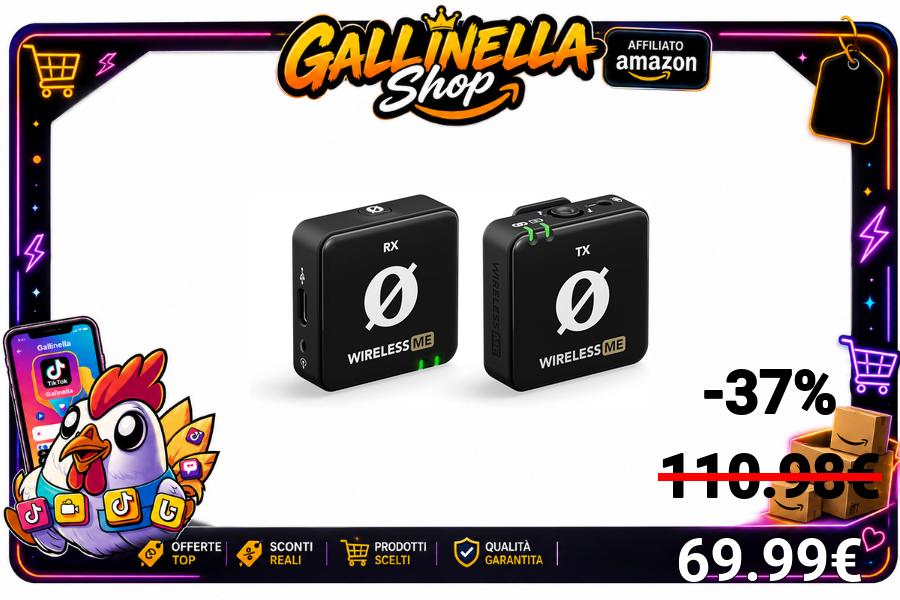 GALLINELLA
Shop
AFFILIATO
amazon
RX
WIRELESS ME
TX
WIRELESS ME
WIRELESS ME
Gallinella
TikTok
Gallinella
-37%
110.98€
69.99€
OFFERTE
TOP
SCONTI
REALI
PRODOTTI
SCELTI
QUALITÀ
GARANTITA